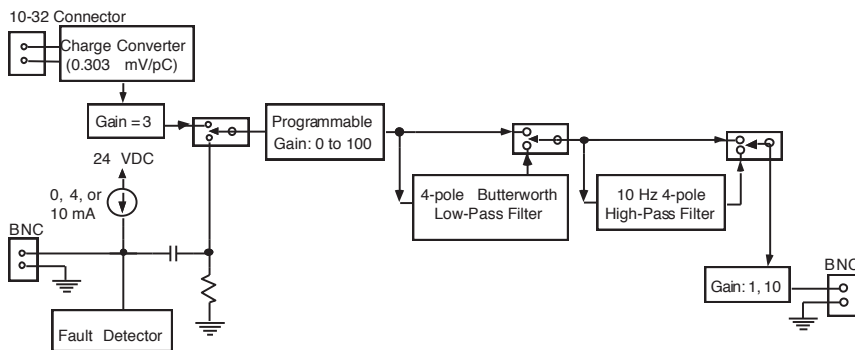 10-32 Connector
Charge Converter
(0.303 mV/pC)
Gain = 3
Programmable
Gain: 0 to 100
24 VDC
0, 4, or
10 mA
BNC
4-pole Butterworth
Low-Pass Filter
10 Hz 4-pole
High-Pass Filter
BNC
Gain: 1, 10
Fault Detector